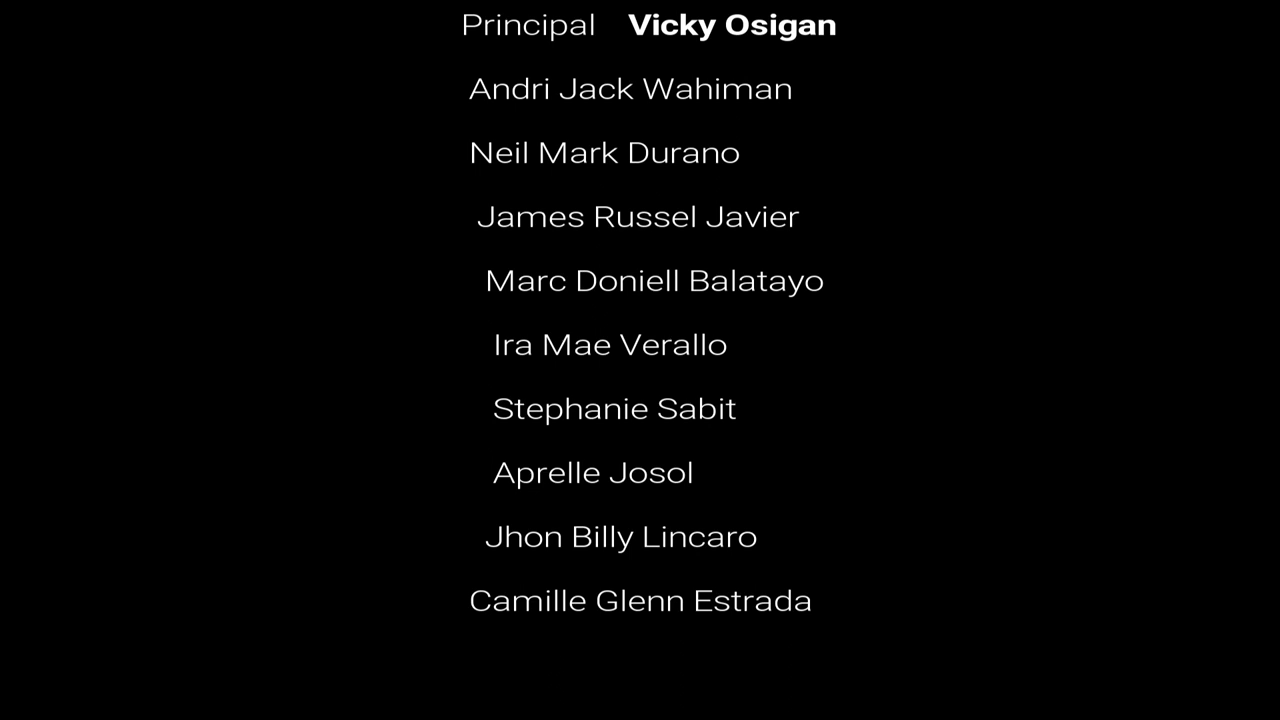 Principal Vicky Osigan
Andri Jack Wahiman
Neil Mark Durano
James Russel Javier
Marc Doniell Balatayo
Ira Mae Verallo
Stephanie Sabit
Aprelle Josol
Jhon Billy Lincaro
Camille Glenn Estrada